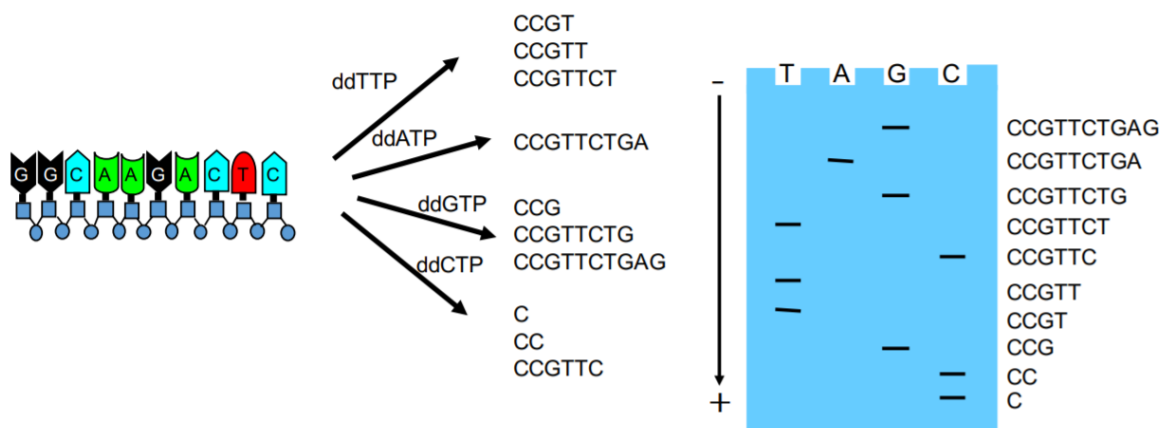 G G C A A G A C T C
ddTTP
CCGT
CCGTT
CCGTTCT
ddATP
CCGTTCTGA
ddGTP
CCG
CCGTTCTG
CCGTTCTGAG
ddCTP
C
CC
CCGTTC
-
+
T A G C
CCGTTCTGAG
CCGTTCTGA
CCGTTCTG
CCGTTCT
CCGTTC
CCGTT
CCGT
CCG
CC
C